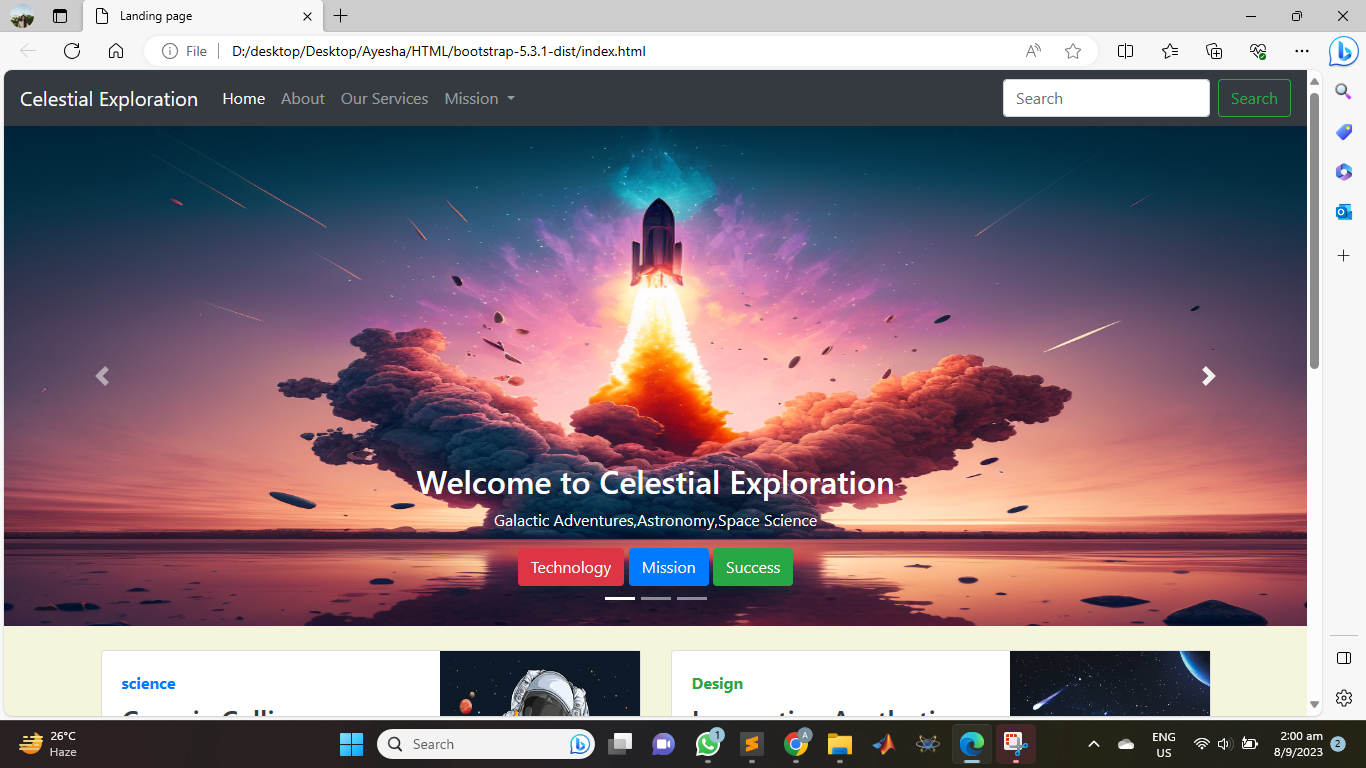 Landing page
File D:/desktop/Desktop/Ayesha/HTML/bootstrap-5.3.1-dist/index.html
Celestial Exploration Home About Our Services Mission Search Search
Welcome to Celestial Exploration
Galactic Adventures,Astronomy,Space Science
Technology Mission Success
science
Design
26°C
Haze
Search
1
A
ENG
US
2:00 am
8/9/2023
2